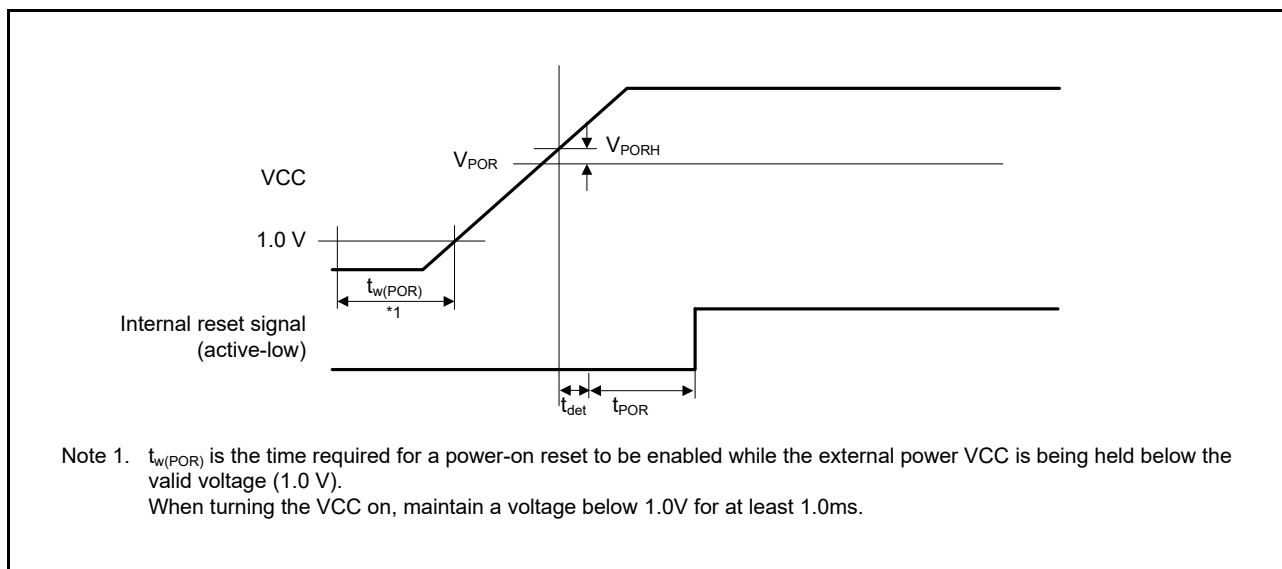 VPORH
VPOR
VCC
1.0 V
tw(POR)
*1
Internal reset signal
(active-low)
tdet tPOR
Note 1. tw(POR) is the time required for a power-on reset to be enabled while the external power VCC is being held below the
valid voltage (1.0 V).
When turning the VCC on, maintain a voltage below 1.0V for at least 1.0ms.